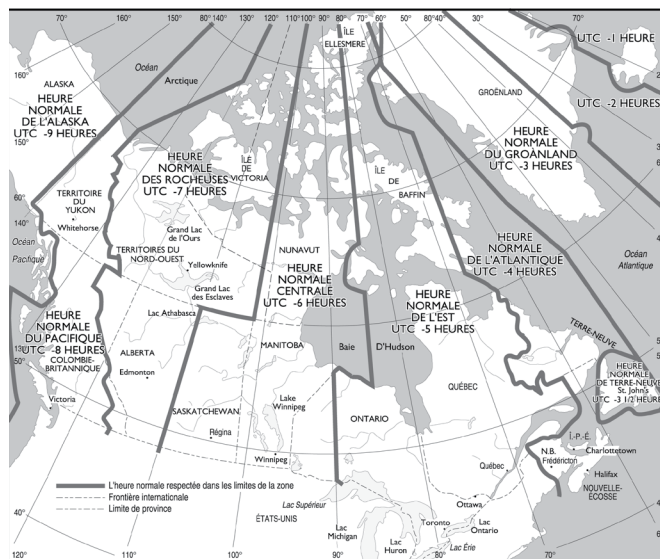 70° 160° 80° 140° 120° 110° 100° 90° 80° 70° 60° 50° 40° 30° 70°
ÎLE
ELLESMERE
UTC -1 HEURE
Océan
Arctique
160°
ALASKA
HEURE
NORMALE
DE L'ALASKA
UTC -9 HEURES
GROËNLAND
UTC -2 HEURES
HEURE
NORMALE
DU GROÀNLAND
UTC -3 HEURES
150°
HEURE
NORMALE
DES ROCHEUSES
UTC -7 HEURES
ÎLE
DE
VICTORIA
ÎLE
DE
BAFFIN
60°
140°
TERRITOIRE
DU
YUKON
Whitehorse
Grand Lac
de l'Ours
TERRITOIRES DU
NORD-OUEST
Yellowknife
Grand Lac
des Esclaves
NUNAVUT
HEURE
NORMALE
CENTRALE
UTC -6 HEURES
HEURE
NORMALE
DE L'ATLANTIQUE
UTC -4 HEURES
Océan
Atlantique
Océan
Pacifique
HEURE
NORMALE
DE L'EST
UTC -5 HEURES
HEURE
NORMALE
DU PACIFIQUE
UTC -8 HEURES
COLOMBIE-
BRITANNIQUE
50°
Lac Athabasca
ALBERTA
Edmonton
MANITOBA
Baie D'Hudson
TERRE-NEUVE
HEURE
NORMALE
DE TERRE-NEUVE
St. John's
UTC -3 1/2 HEURE
Victoria
SASKATCHEWAN
Régina
Lake
Winnipeg
Winnipeg
ONTARIO
QUÉBEC
Québec
Î.-P.-É.
Charlottetown
N.B.
Frédéricton
Halifax
NOUVELLE-
ÉCOSSE
L'heure normale respectée dans les limites de la zone
Frontière internationale
Limite de province
Lac Supérieur
ÉTATS-UNIS
Ottawa
Toronto
Lac
Ontario
Lac
Michigan
Lac
Huron
Lac Érie
40°
40°
120° 110° 100° 90° 80° 70°